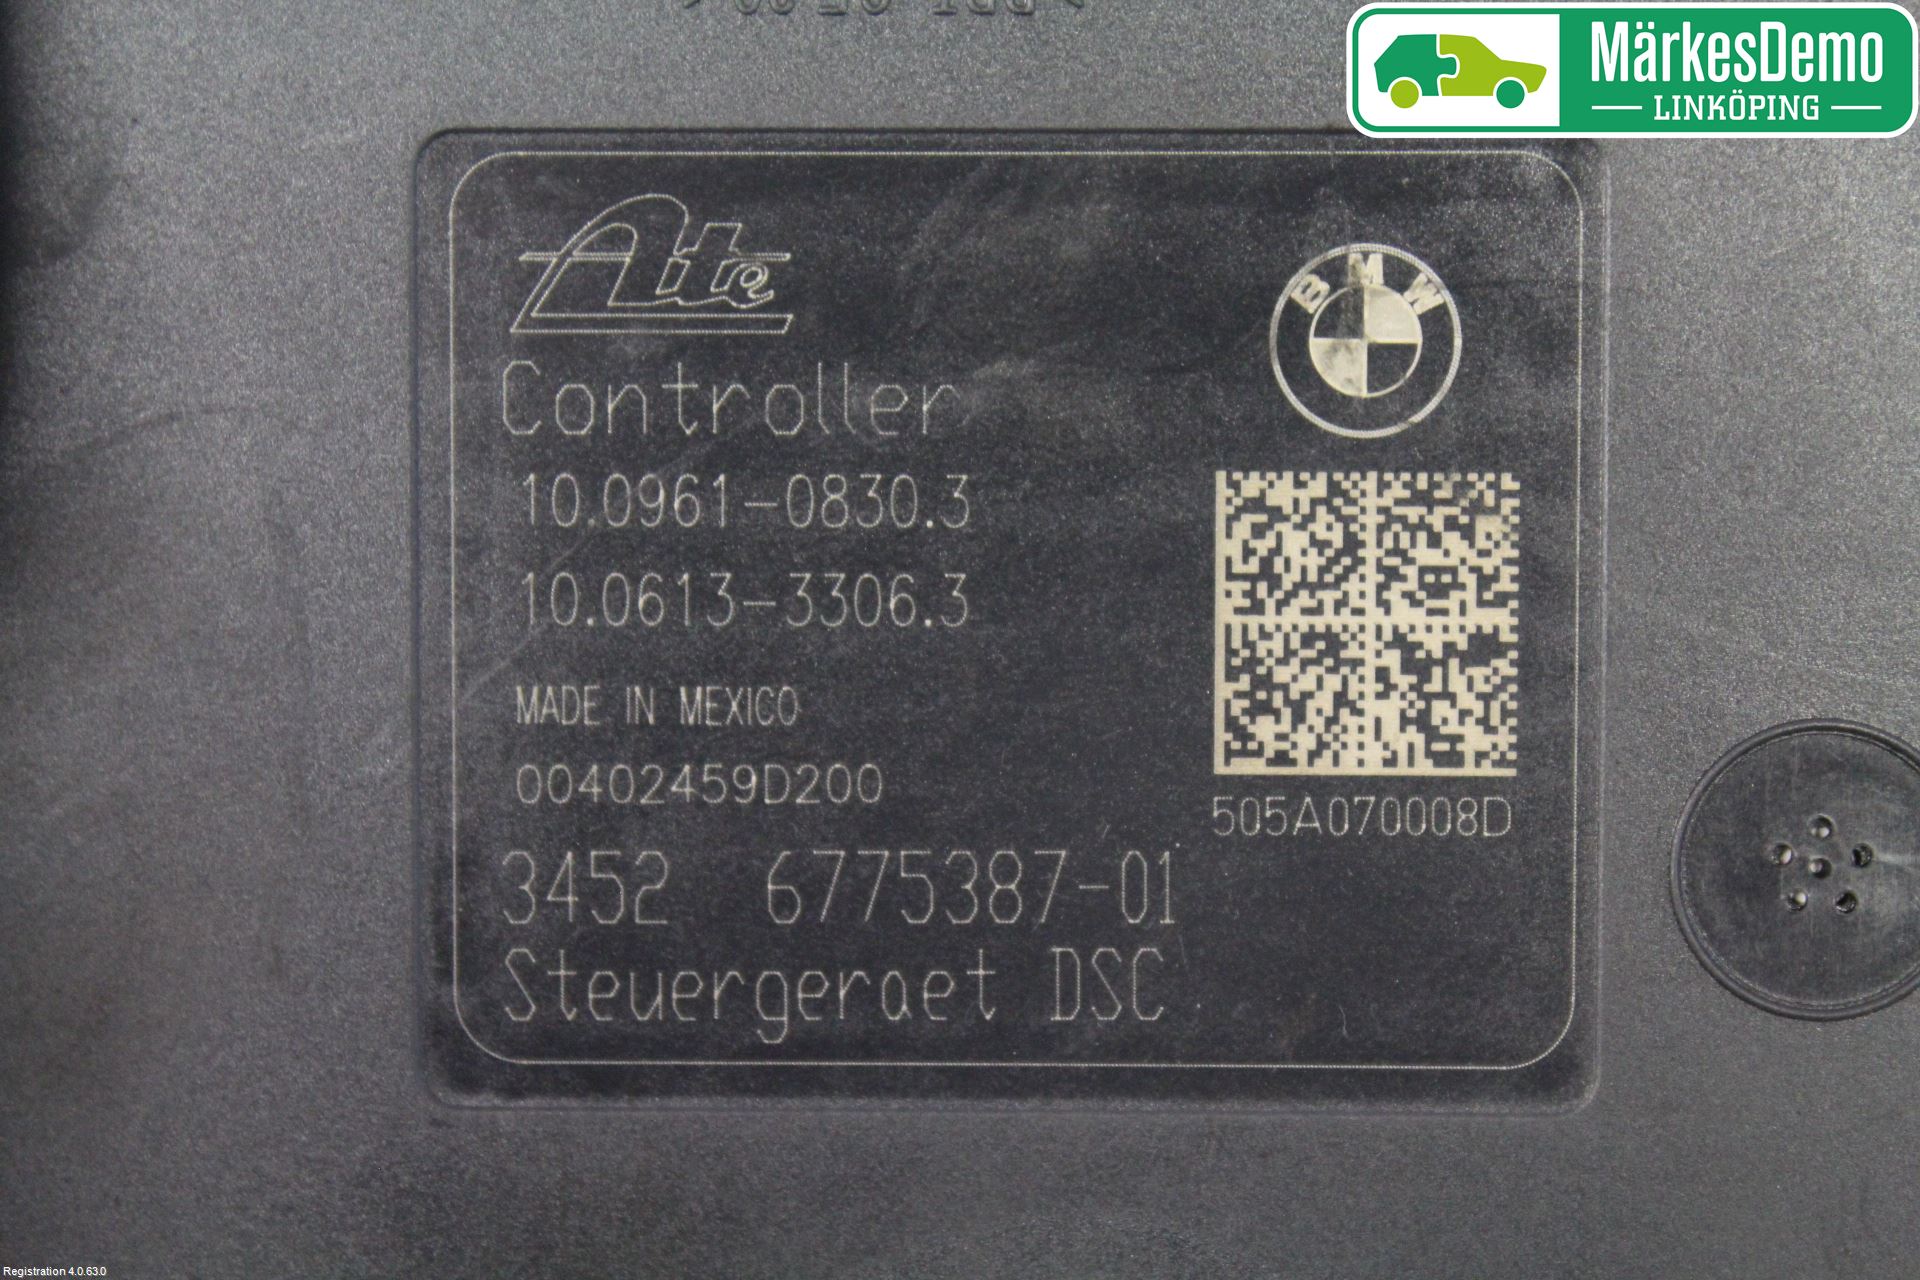 MärkesDemo
LINKÖPING
Ate
BMW
Controller
10.0961-0830.3
10.0613-3306.3
MADE IN MEXICO
00402459D200
505A070008D
3452 6775387-01
Steuergeraet DSC
Registration 4.0.63.0